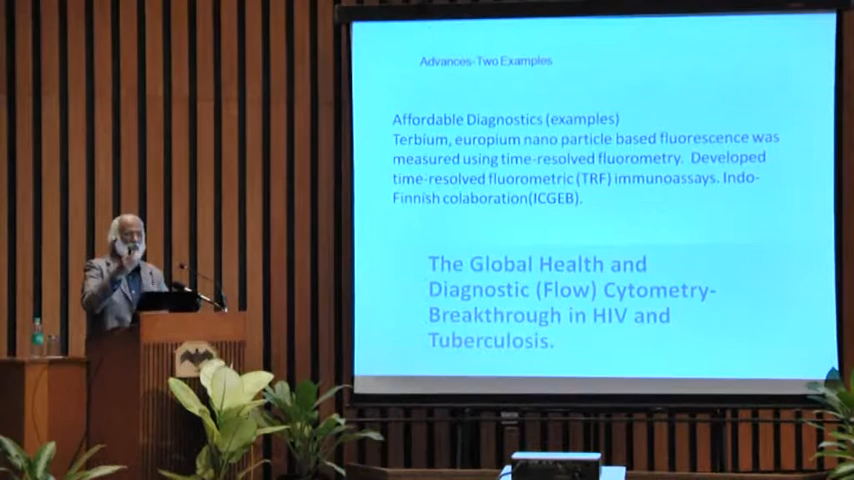 Advances-Two Examples
Affordable Diagnostics (examples)
Terbium, europium nano particle based fluorescence was
measured using time-resolved fluorometry.  Developed
time-resolved fluorometric (TRF) immunoassays. Indo-
Finnish colaboration(ICGEB).
The Global Health and
Diagnostic (Flow) Cytometry-
Breakthrough in HIV and
Tuberculosis.